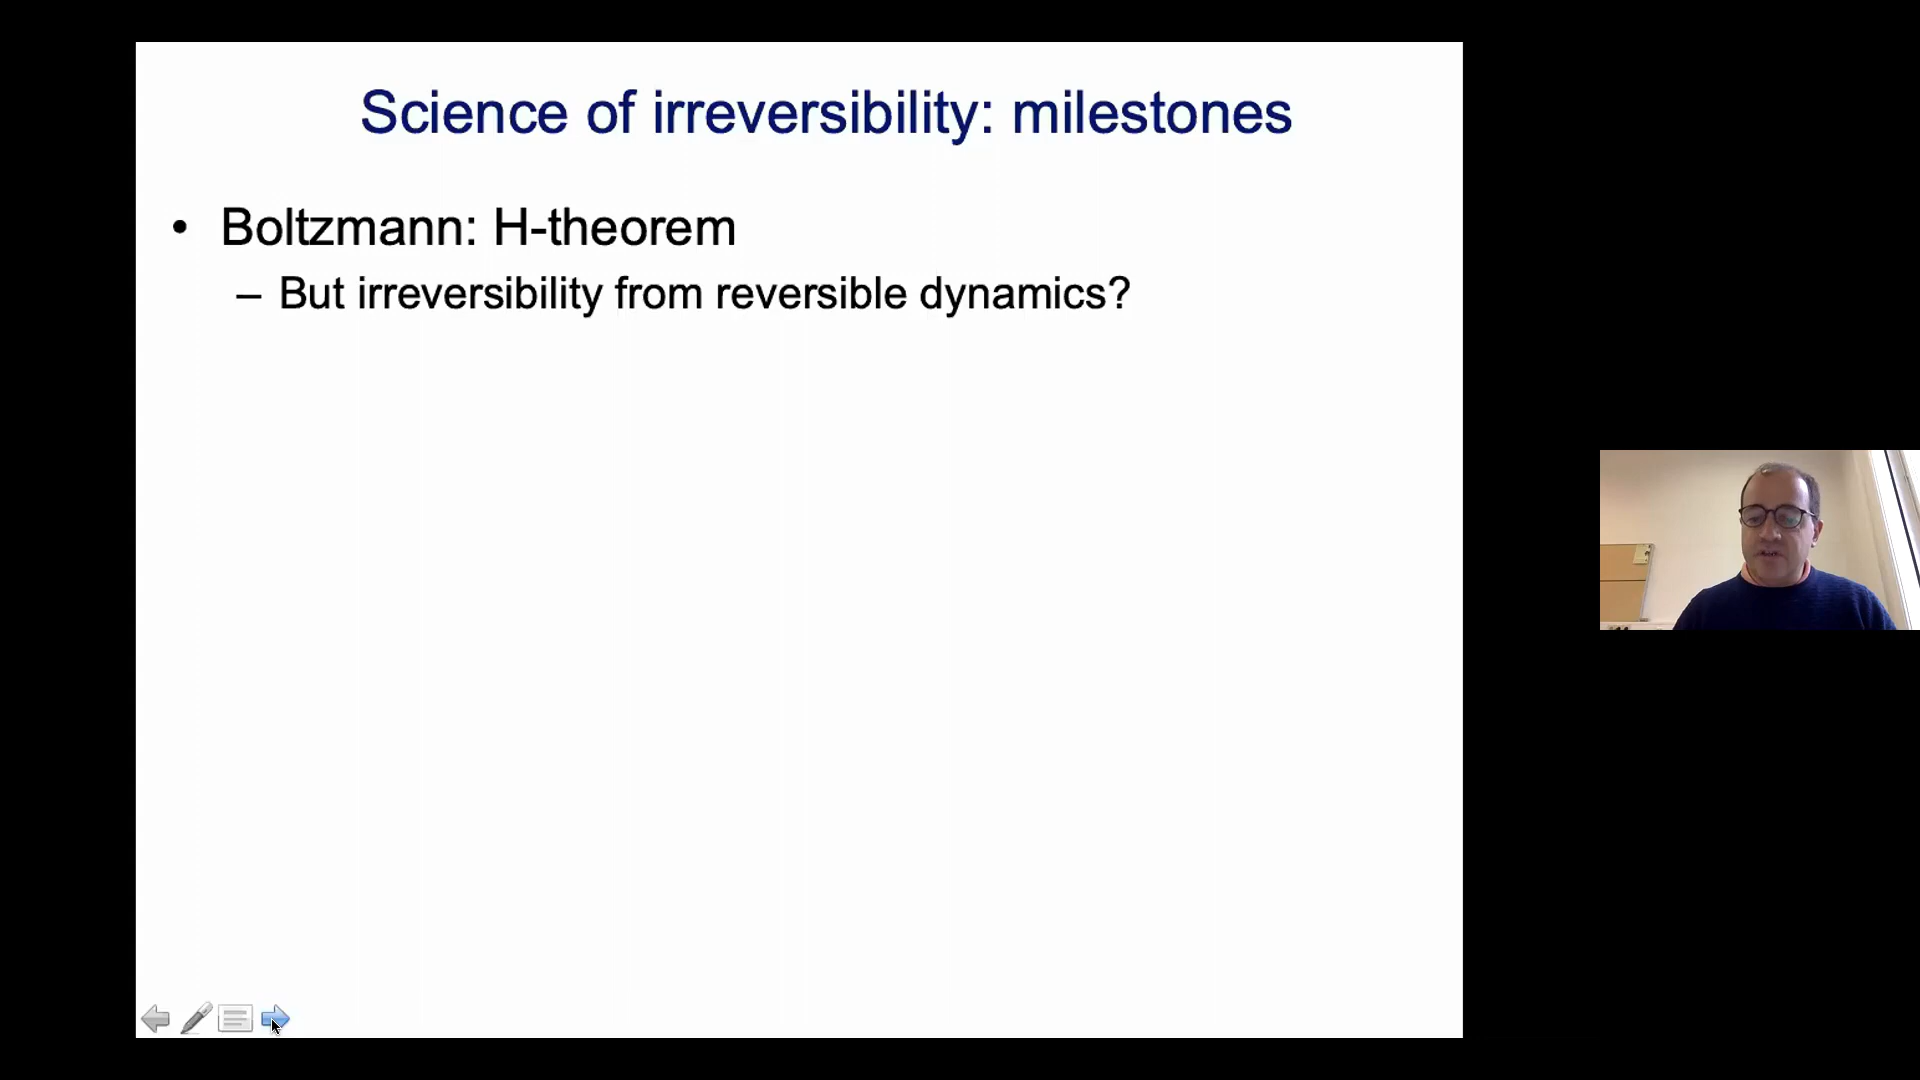 Science of irreversibility: milestones
• Boltzmann: H-theorem
– But irreversibility from reversible dynamics?